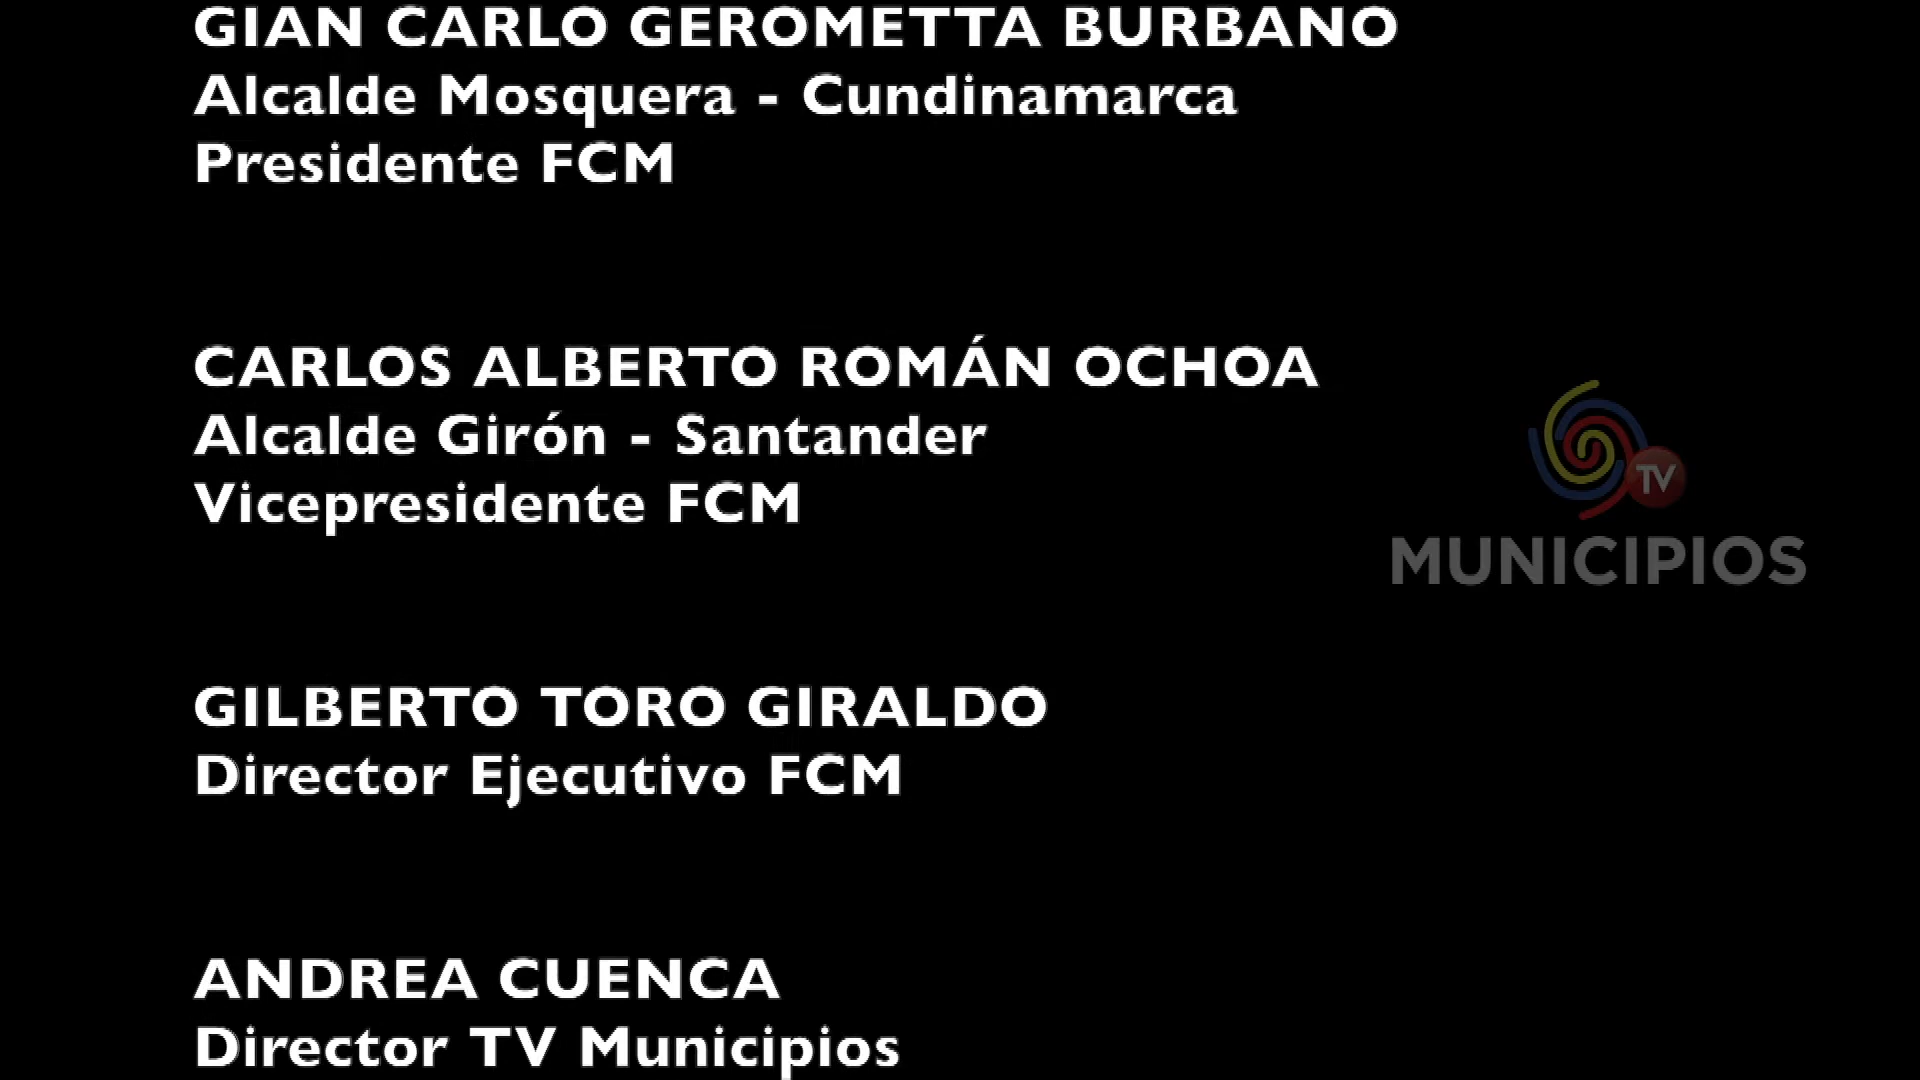 GIAN CARLO GEROMETTA BURBANO
Alcalde Mosquera - Cundinamarca
Presidente FCM
CARLOS ALBERTO ROMÁN OCHOA
Alcalde Girón - Santander
Vicepresidente FCM
TV
MUNICIPIOS
GILBERTO TORO GIRALDO
Director Ejecutivo FCM
ANDREA CUENCA
Director TV Municipios